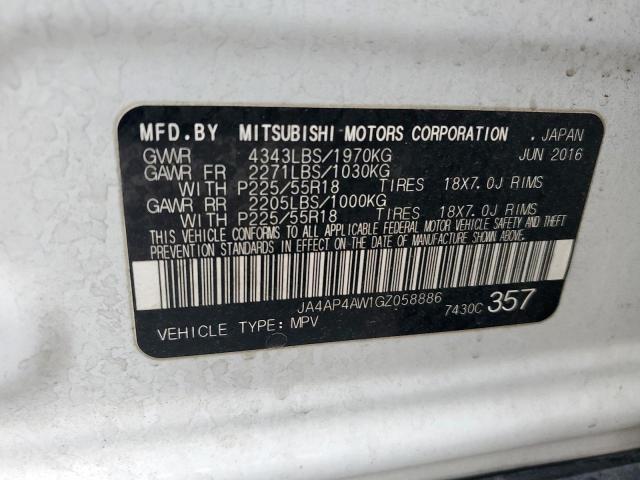 MFD.BY MITSUBISHI MOTORS CORPORATION .JAPAN
GVWR 4343LBS/1970KG JUN 2016
GAWR FR 2271LBS/1030KG
WITH P225/55R18 TIRES 18X7.0J RIMS
GAWR RR 2205LBS/1000KG
WITH P225/55R18 TIRES 18X7.0J RIMS
THIS VEHICLE CONFORMS TO ALL APPLICABLE FEDERAL MOTOR VEHICLE SAFETY AND THEFT
PREVENTION STANDARDS IN EFFECT ON THE DATE OF MANUFACTURE SHOWN ABOVE.
JA4AP4AW1GZ058886
7430C 357
VEHICLE TYPE: MPV